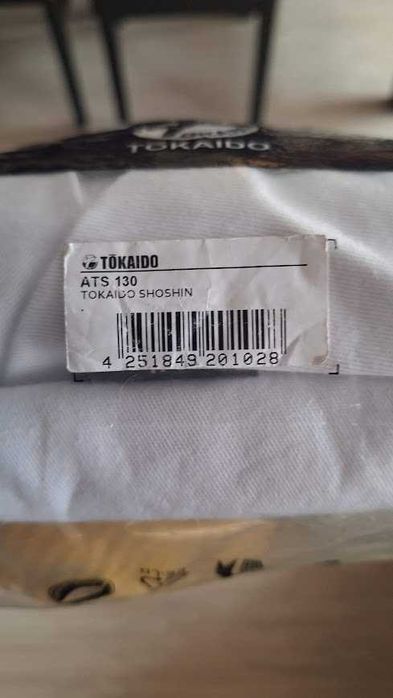 TOKAIDO
TŌKAIDO
ATS 130
TOKAIDO SHOSHIN
4 251849 201028